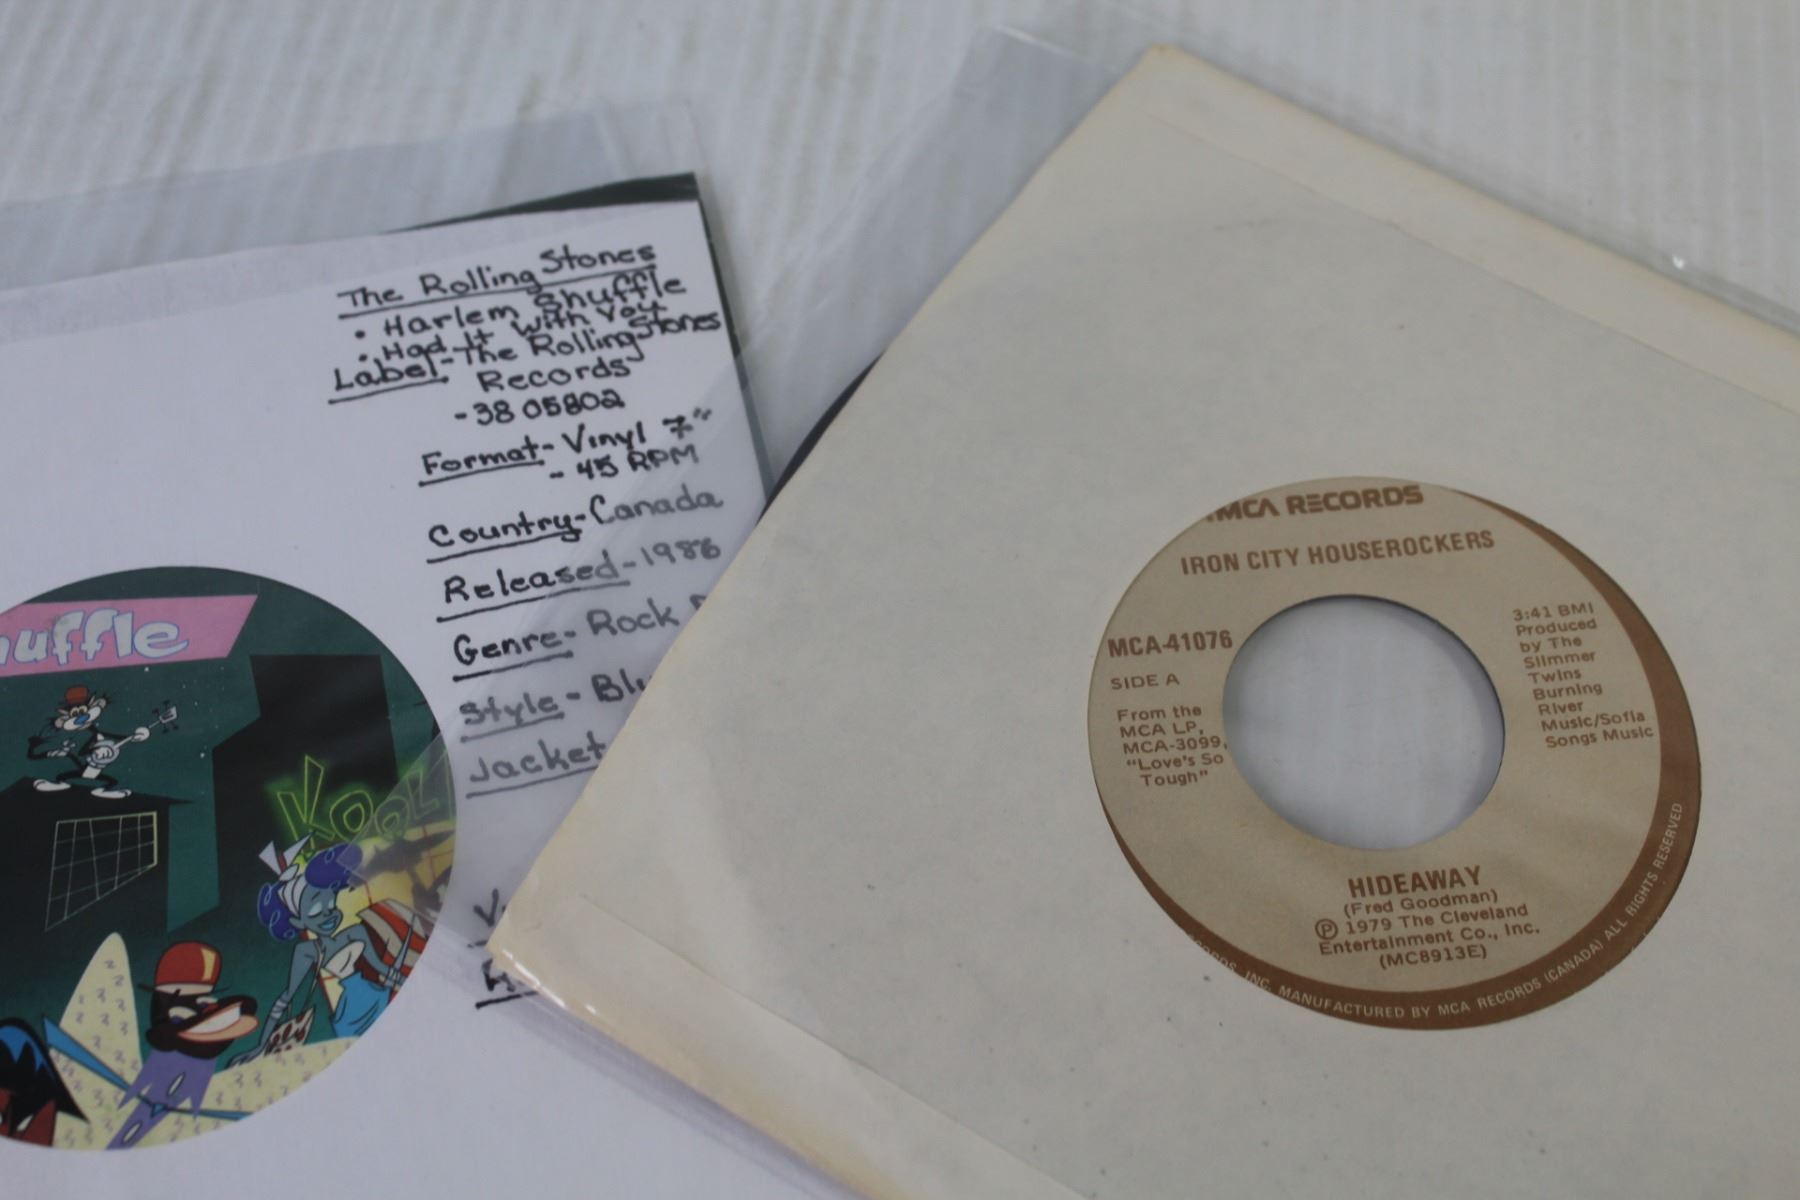 The Rolling Stones
• Harlem Shuffle
• Had It With You
Label - The Rolling Stones
Records
- 38 05802
Format - Vinyl 7"
- 45 RPM
Country - Canada
Released - 1986
Genre - Rock
Style -
Jacket
uffle
KOOL
MCA RECORDS
IRON CITY HOUSEROCKERS
MCA-41076
SIDE A
From the
MCA LP,
MCA-3099,
"Love's So
Tough"
3:41 BMI
Produced
by The
Slimmer
Twins
Burning
River
Music/Sofia
Songs Music
HIDEAWAY
(Fred Goodman)
℗ 1979 The Cleveland
Entertainment Co., Inc.
(MC8913E)
INC. MANUFACTURED BY MCA RECORDS (CANADA) ALL RIGHTS RESERVED